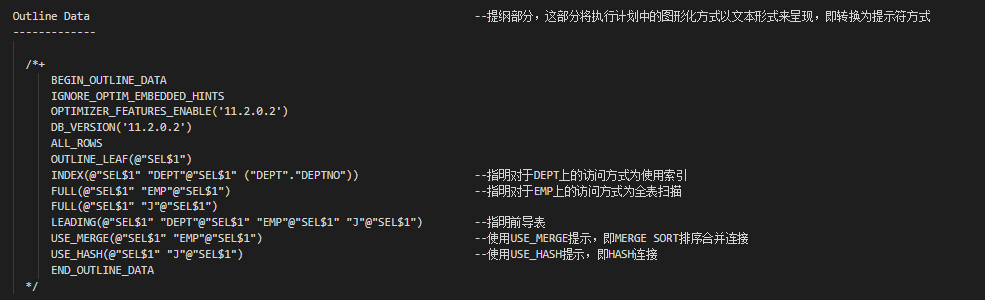 Outline Data --提纲部分，这部分将执行计划中的图形化方式以文本形式来呈现，即转换为提示符方式
-------------
/*+
BEGIN_OUTLINE_DATA
IGNORE_OPTIM_EMBEDDED_HINTS
OPTIMIZER_FEATURES_ENABLE('11.2.0.2')
DB_VERSION('11.2.0.2')
ALL_ROWS
OUTLINE_LEAF(@"SEL$1")
INDEX(@"SEL$1" "DEPT"@"SEL$1" ("DEPT"."DEPTNO")) --指明对于DEPT上的访问方式为使用索引
FULL(@"SEL$1" "EMP"@"SEL$1") --指明对于EMP上的访问方式为全表扫描
FULL(@"SEL$1" "J"@"SEL$1")
LEADING(@"SEL$1" "DEPT"@"SEL$1" "EMP"@"SEL$1" "J"@"SEL$1") --指明前导表
USE_MERGE(@"SEL$1" "EMP"@"SEL$1") --使用USE_MERGE提示，即MERGE SORT排序合并连接
USE_HASH(@"SEL$1" "J"@"SEL$1") --使用USE_HASH提示，即HASH连接
END_OUTLINE_DATA
*/